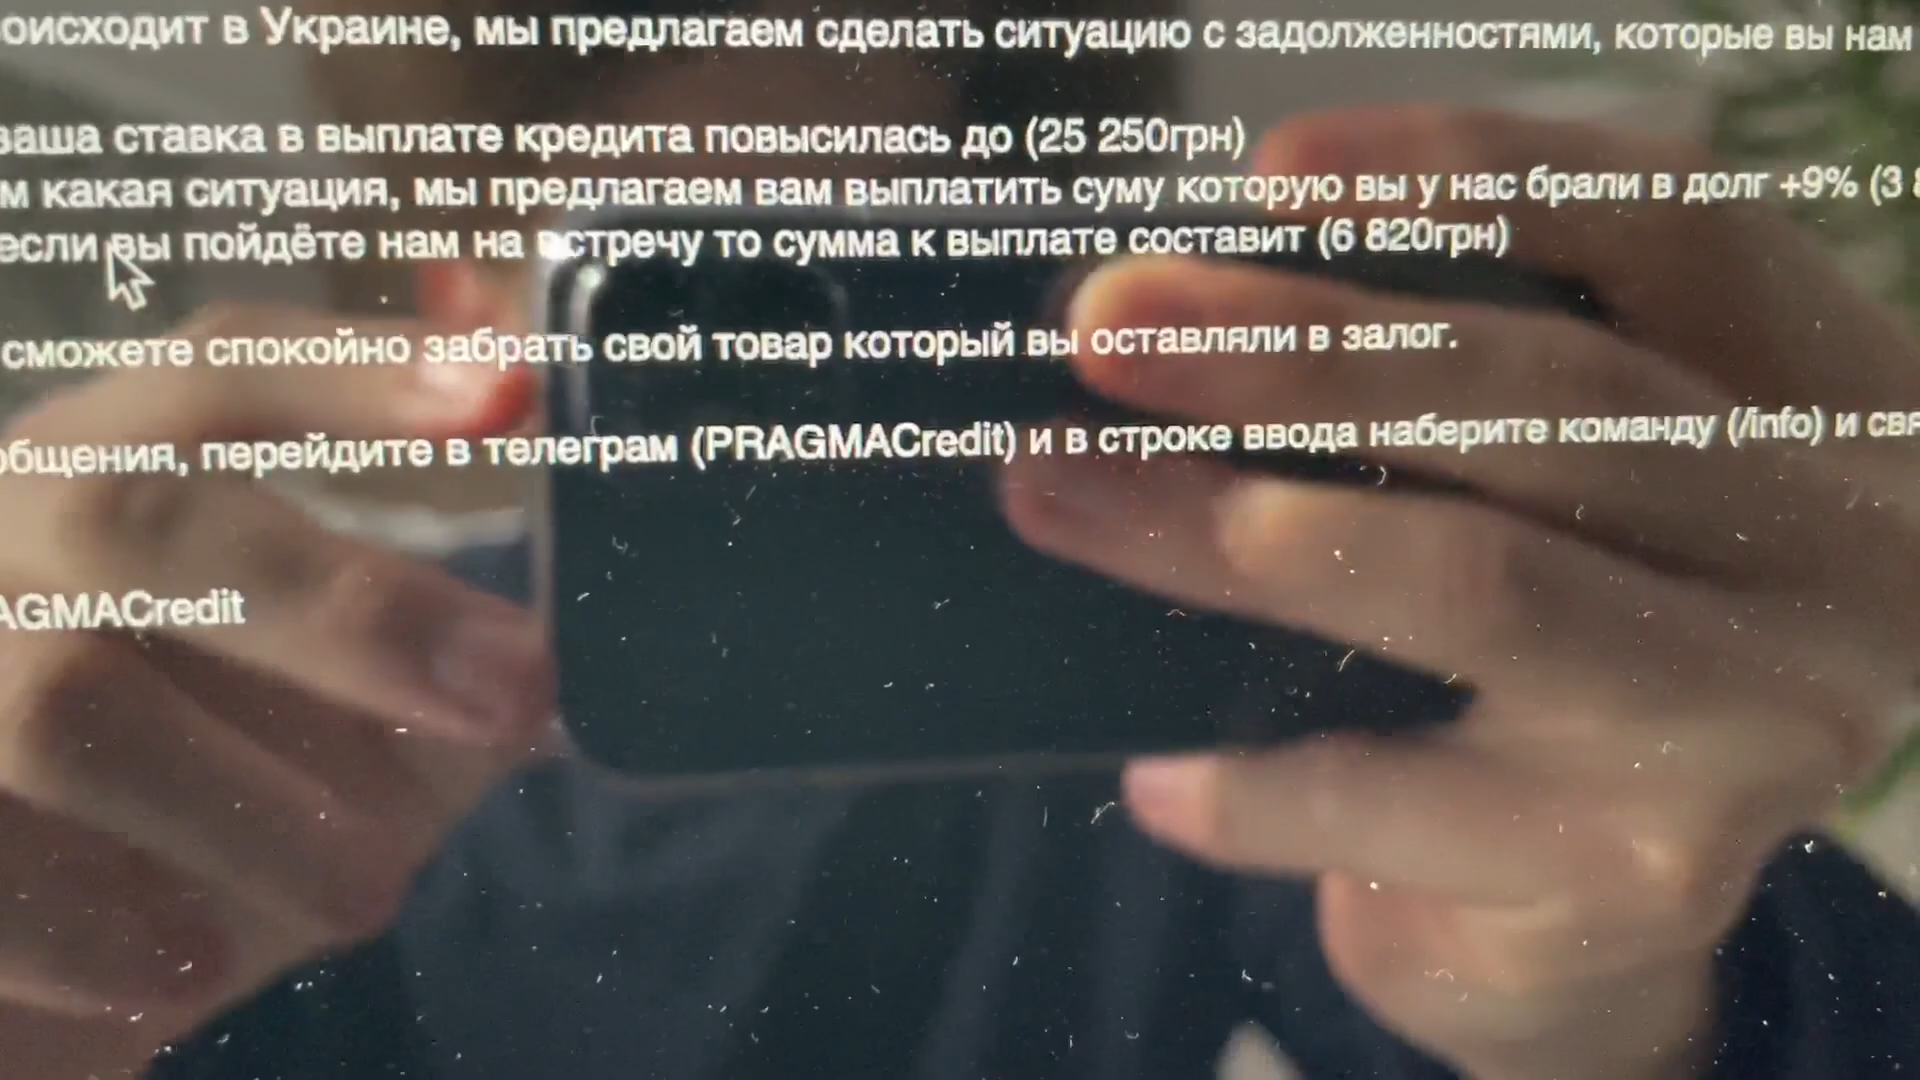 оисходит в Украине, мы предлагаем сделать ситуацию с задолженностями, которые вы нам
ваша ставка в выплате кредита повысилась до (25 250грн)
м какая ситуация, мы предлагаем вам выплатить суму которую вы у нас брали в долг +9% (3 8
если вы пойдёте нам на встречу то сумма к выплате составит (6 820грн)
сможете спокойно забрать свой товар который вы оставляли в залог.
общения, перейдите в телеграм (PRAGMACredit) и в строке ввода наберите команду (/info) и свя
AGMACredit